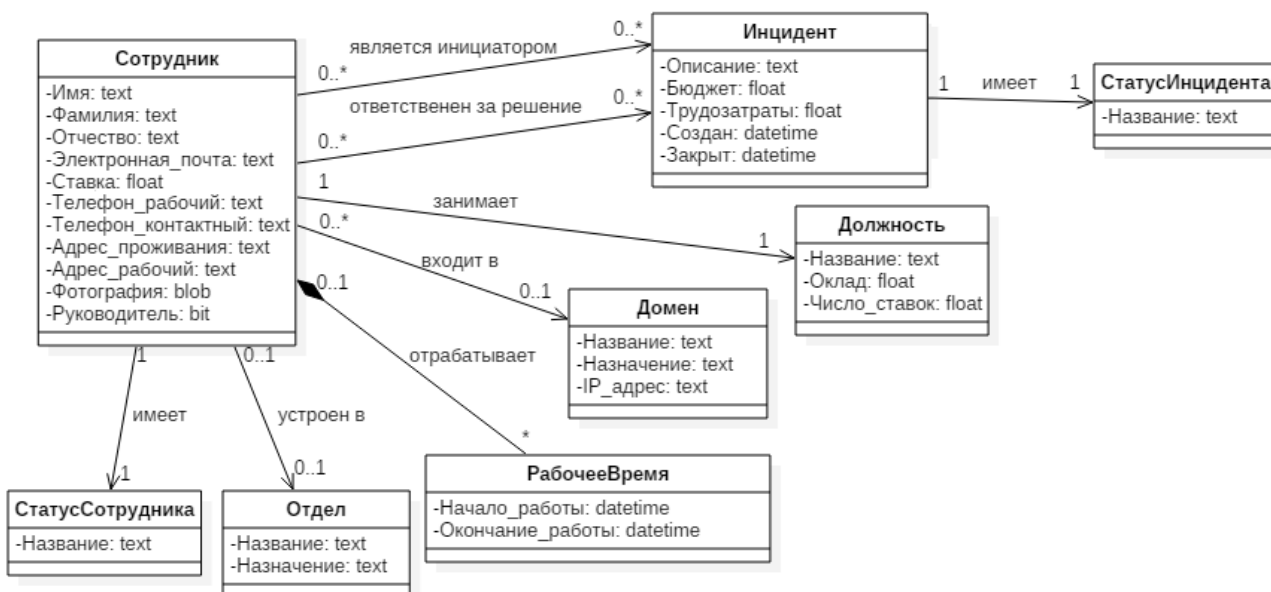 Сотрудник
-Имя: text
-Фамилия: text
-Отчество: text
-Электронная_почта: text
-Ставка: float
-Телефон_рабочий: text
-Телефон_контактный: text
-Адрес_проживания: text
-Адрес_рабочий: text
-Фотография: blob
-Руководитель: bit
является инициатором
0..*
0..*
ответственен за решение
0..*
0..*
Инцидент
-Описание: text
-Бюджет: float
-Трудозатраты: float
-Создан: datetime
-Закрыт: datetime
1
имеет
1
СтатусИнцидента
-Название: text
1
занимает
1
Должность
-Название: text
-Оклад: float
-Число_ставок: float
0..*
входит в
0..1
Домен
-Название: text
-Назначение: text
-IP_адрес: text
0..1
отрабатывает
*
РабочееВремя
-Начало_работы: datetime
-Окончание_работы: datetime
1
имеет
1
СтатусСотрудника
-Название: text
0..1
устроен в
0..1
Отдел
-Название: text
-Назначение: text